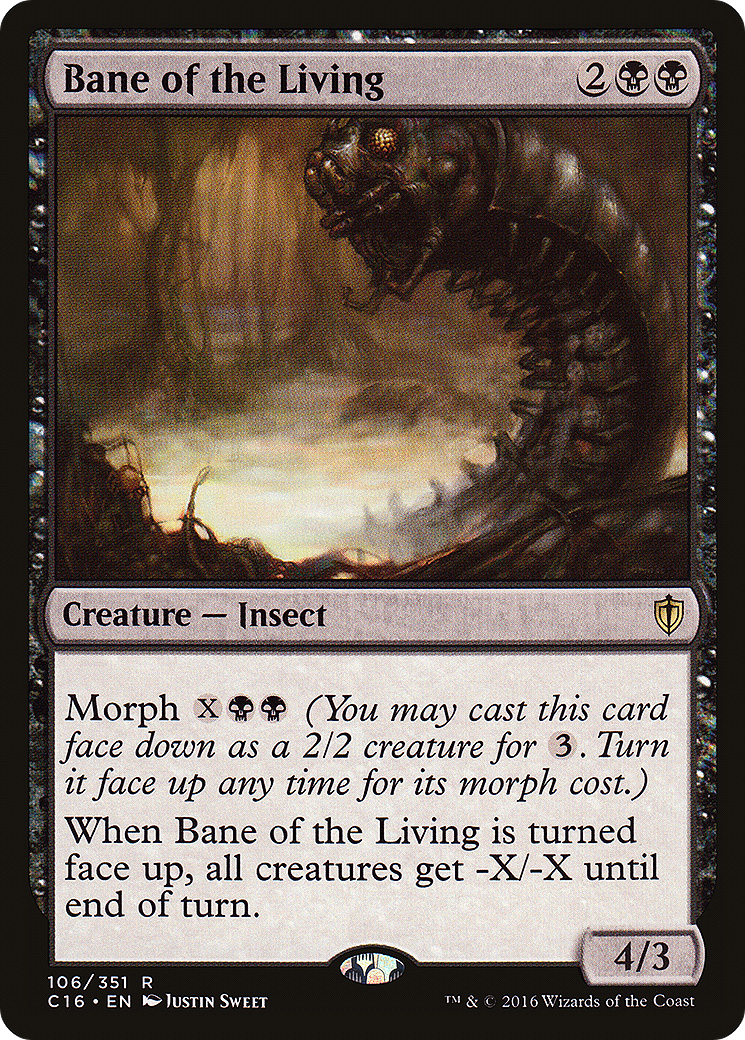 Bane of the Living 2
Creature — Insect
Morph X (You may cast this card
face down as a 2/2 creature for 3. Turn
it face up any time for its morph cost.)
When Bane of the Living is turned
face up, all creatures get -X/-X until
end of turn.
4/3
106/351 R
C16 • EN Justin Sweet
™ & © 2016 Wizards of the Coast